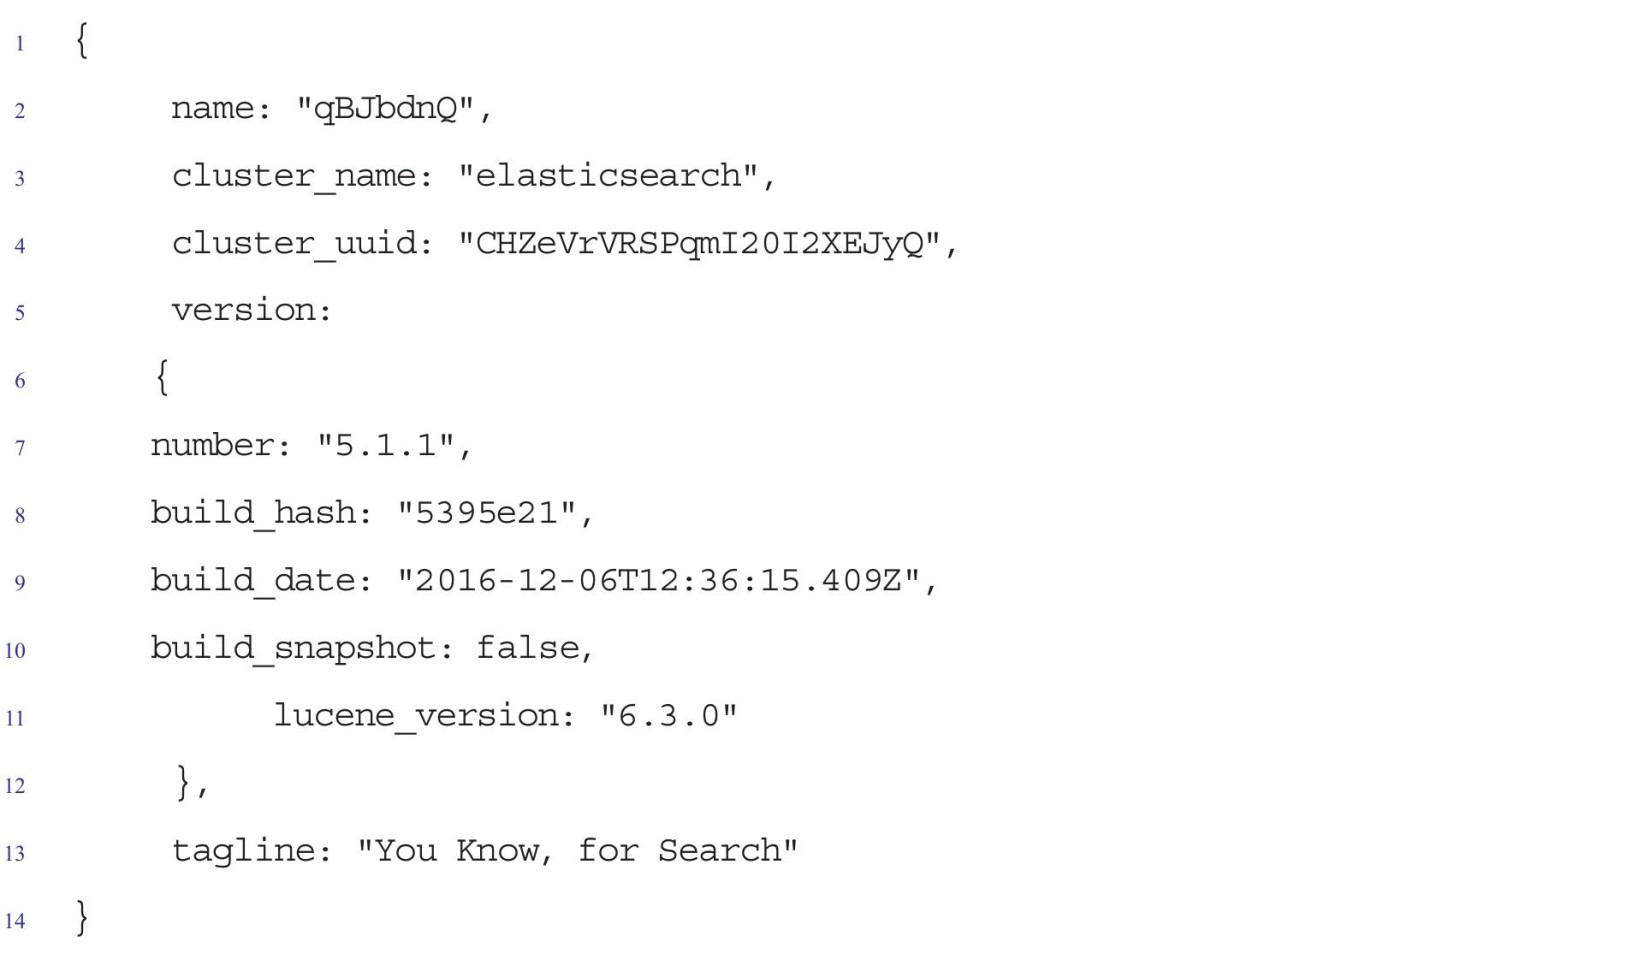 1 {
2 name: "qBJbdnQ",
3 cluster_name: "elasticsearch",
4 cluster_uuid: "CHZeVrVRSPqmI20I2XEJyQ",
5 version:
6 {
7 number: "5.1.1",
8 build_hash: "5395e21",
9 build_date: "2016-12-06T12:36:15.409Z",
10 build_snapshot: false,
11 lucene_version: "6.3.0"
12 },
13 tagline: "You Know, for Search"
14 }